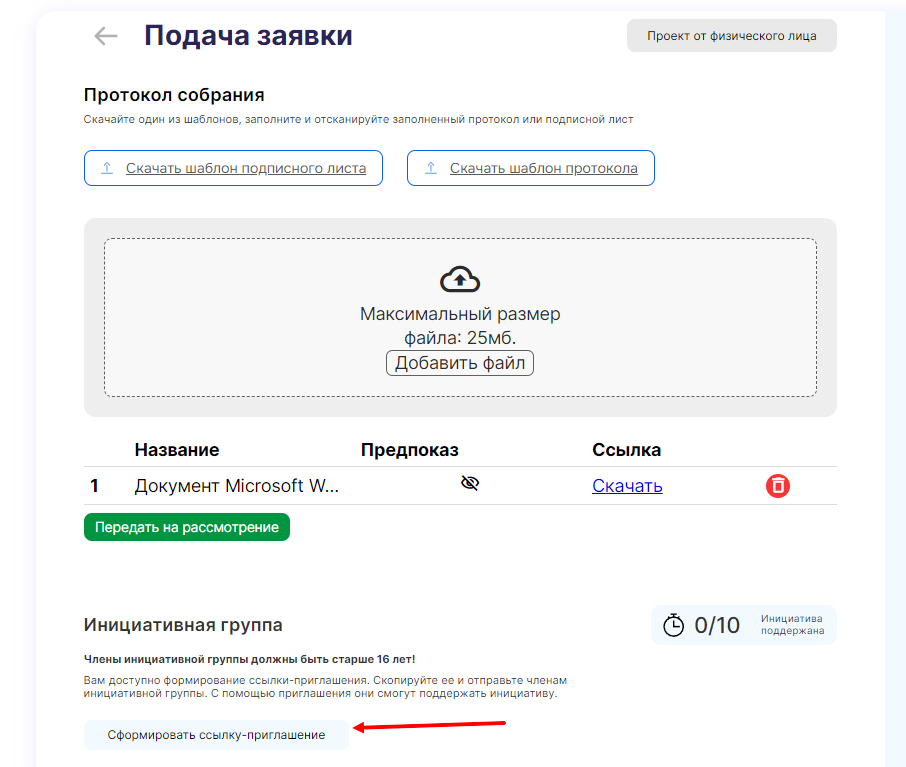 Подача заявки
Проект от физического лица
Протокол собрания
Скачайте один из шаблонов, заполните и отсканируйте заполненный протокол или подписной лист
Скачать шаблон подписного листа
Скачать шаблон протокола
Максимальный размер
файла: 25мб.
Добавить файл
Название Предпоказ Ссылка
1 Документ Microsoft W... Скачать
Передать на рассмотрение
Инициативная группа
0/10
Инициатива
поддержана
Члены инициативной группы должны быть старше 16 лет!
Вам доступно формирование ссылки-приглашения. Скопируйте ее и отправьте членам
инициативной группы. С помощью приглашения они смогут поддержать инициативу.
Сформировать ссылку-приглашение